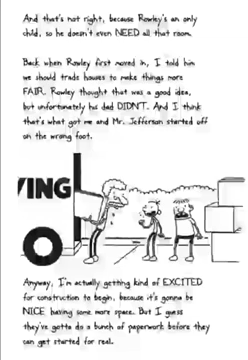 And that's not right, because Rowley's an only
child, so he doesn't even NEED all that room.
Back when Rowley first moved in, I told him
we should trade houses to make things more
FAIR. Rowley thought that was a good idea,
but unfortunately his dad DIDN'T. And I think
that's what got me and Mr. Jefferson started off
on the wrong foot.
VING
Anyway, I'm actually getting kind of EXCITED
for construction to begin, because it's gonna be
NICE having some more space. But I guess
they've gotta do a bunch of paperwork before they
can get started for real.